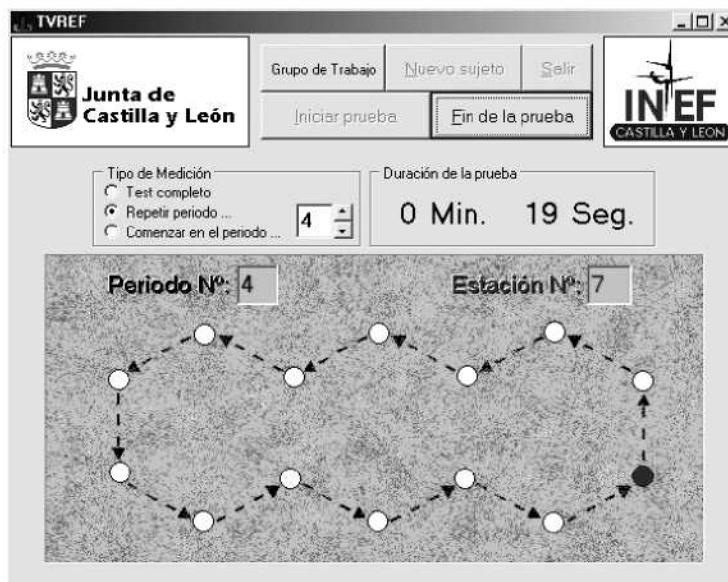 TVREF
Junta de
Castilla y León
Grupo de Trabajo
Nuevo sujeto
Salir
Iniciar prueba
Fin de la prueba
INEF
CASTILLA Y LEON
Tipo de Medición
Test completo
Repetir periodo ...
Comenzar en el periodo ...
4
Duración de la prueba
0 Min. 19 Seg.
Periodo Nº: 4
Estación Nº: 7